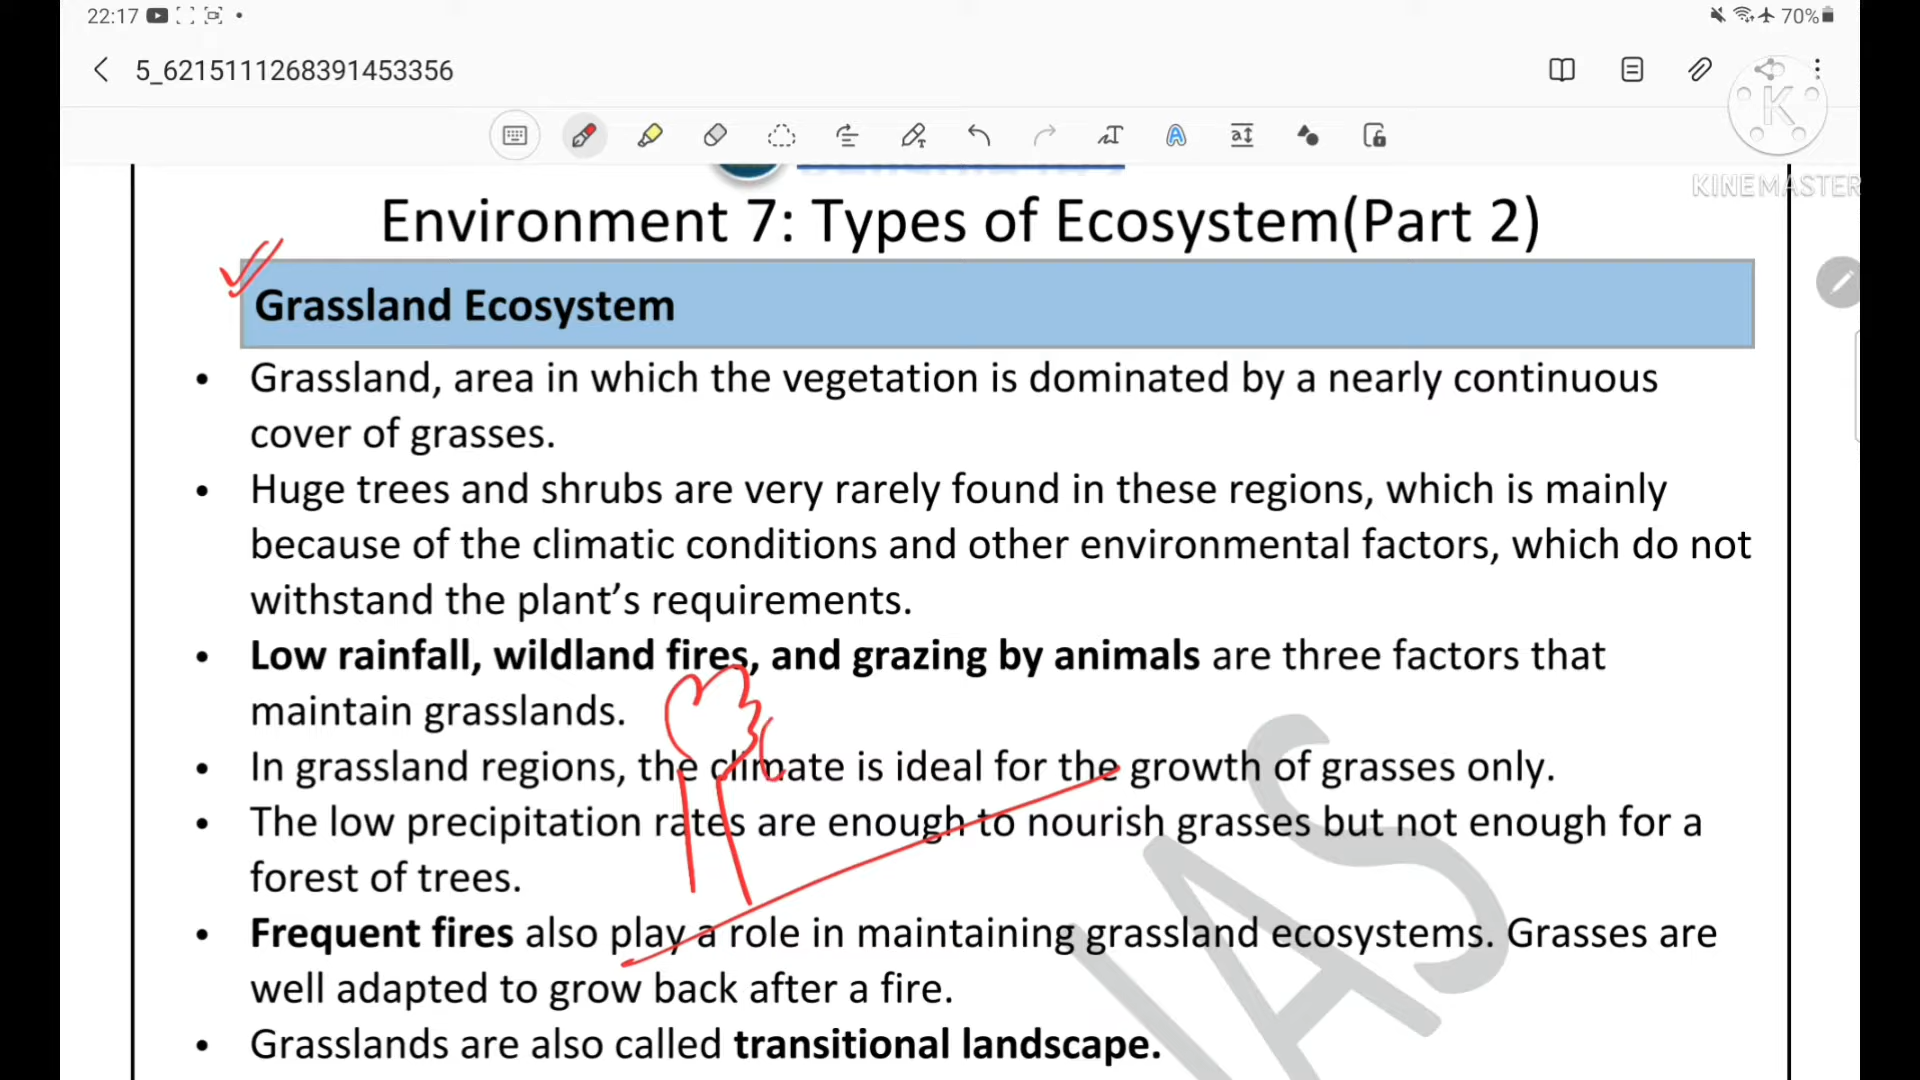 22:17
70%
5_6215111268391453356
KINEMASTER
Environment 7: Types of Ecosystem(Part 2)
Grassland Ecosystem
• Grassland, area in which the vegetation is dominated by a nearly continuous
cover of grasses.
• Huge trees and shrubs are very rarely found in these regions, which is mainly
because of the climatic conditions and other environmental factors, which do not
withstand the plant’s requirements.
• Low rainfall, wildland fires, and grazing by animals are three factors that
maintain grasslands.
• In grassland regions, the climate is ideal for the growth of grasses only.
• The low precipitation rates are enough to nourish grasses but not enough for a
forest of trees.
• Frequent fires also play a role in maintaining grassland ecosystems. Grasses are
well adapted to grow back after a fire.
• Grasslands are also called transitional landscape.
IAS